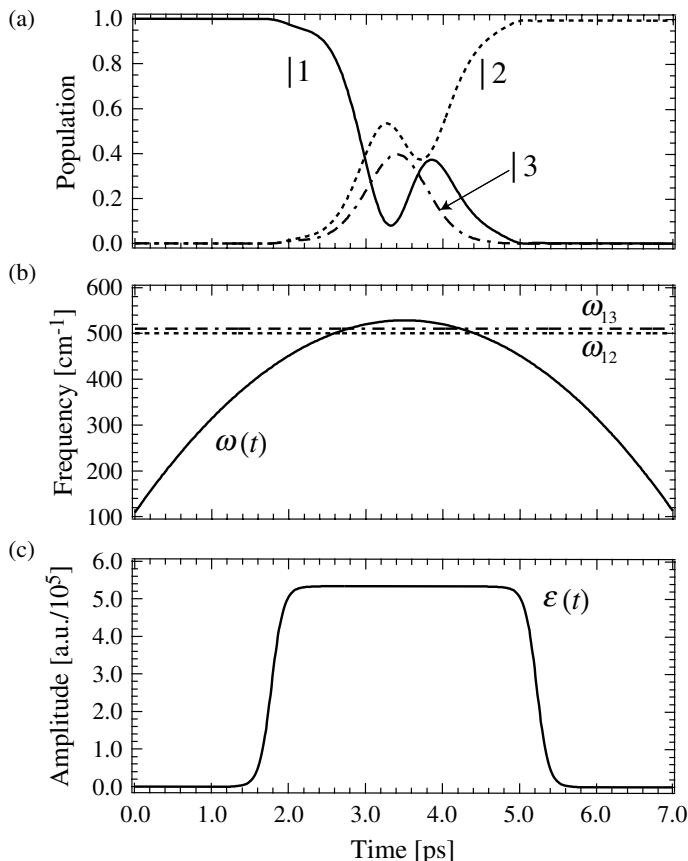 (a)
1.0
0.8
0.6
0.4
0.2
0.0
Population
|1
|2
|3
(b)
600
500
400
300
200
100
Frequency [cm-1]
ω13
ω12
ω(t)
(c)
6.0
5.0
4.0
3.0
2.0
1.0
0.0
Amplitude [a.u./10⁵]
ε(t)
0.0 1.0 2.0 3.0 4.0 5.0 6.0 7.0
Time [ps]